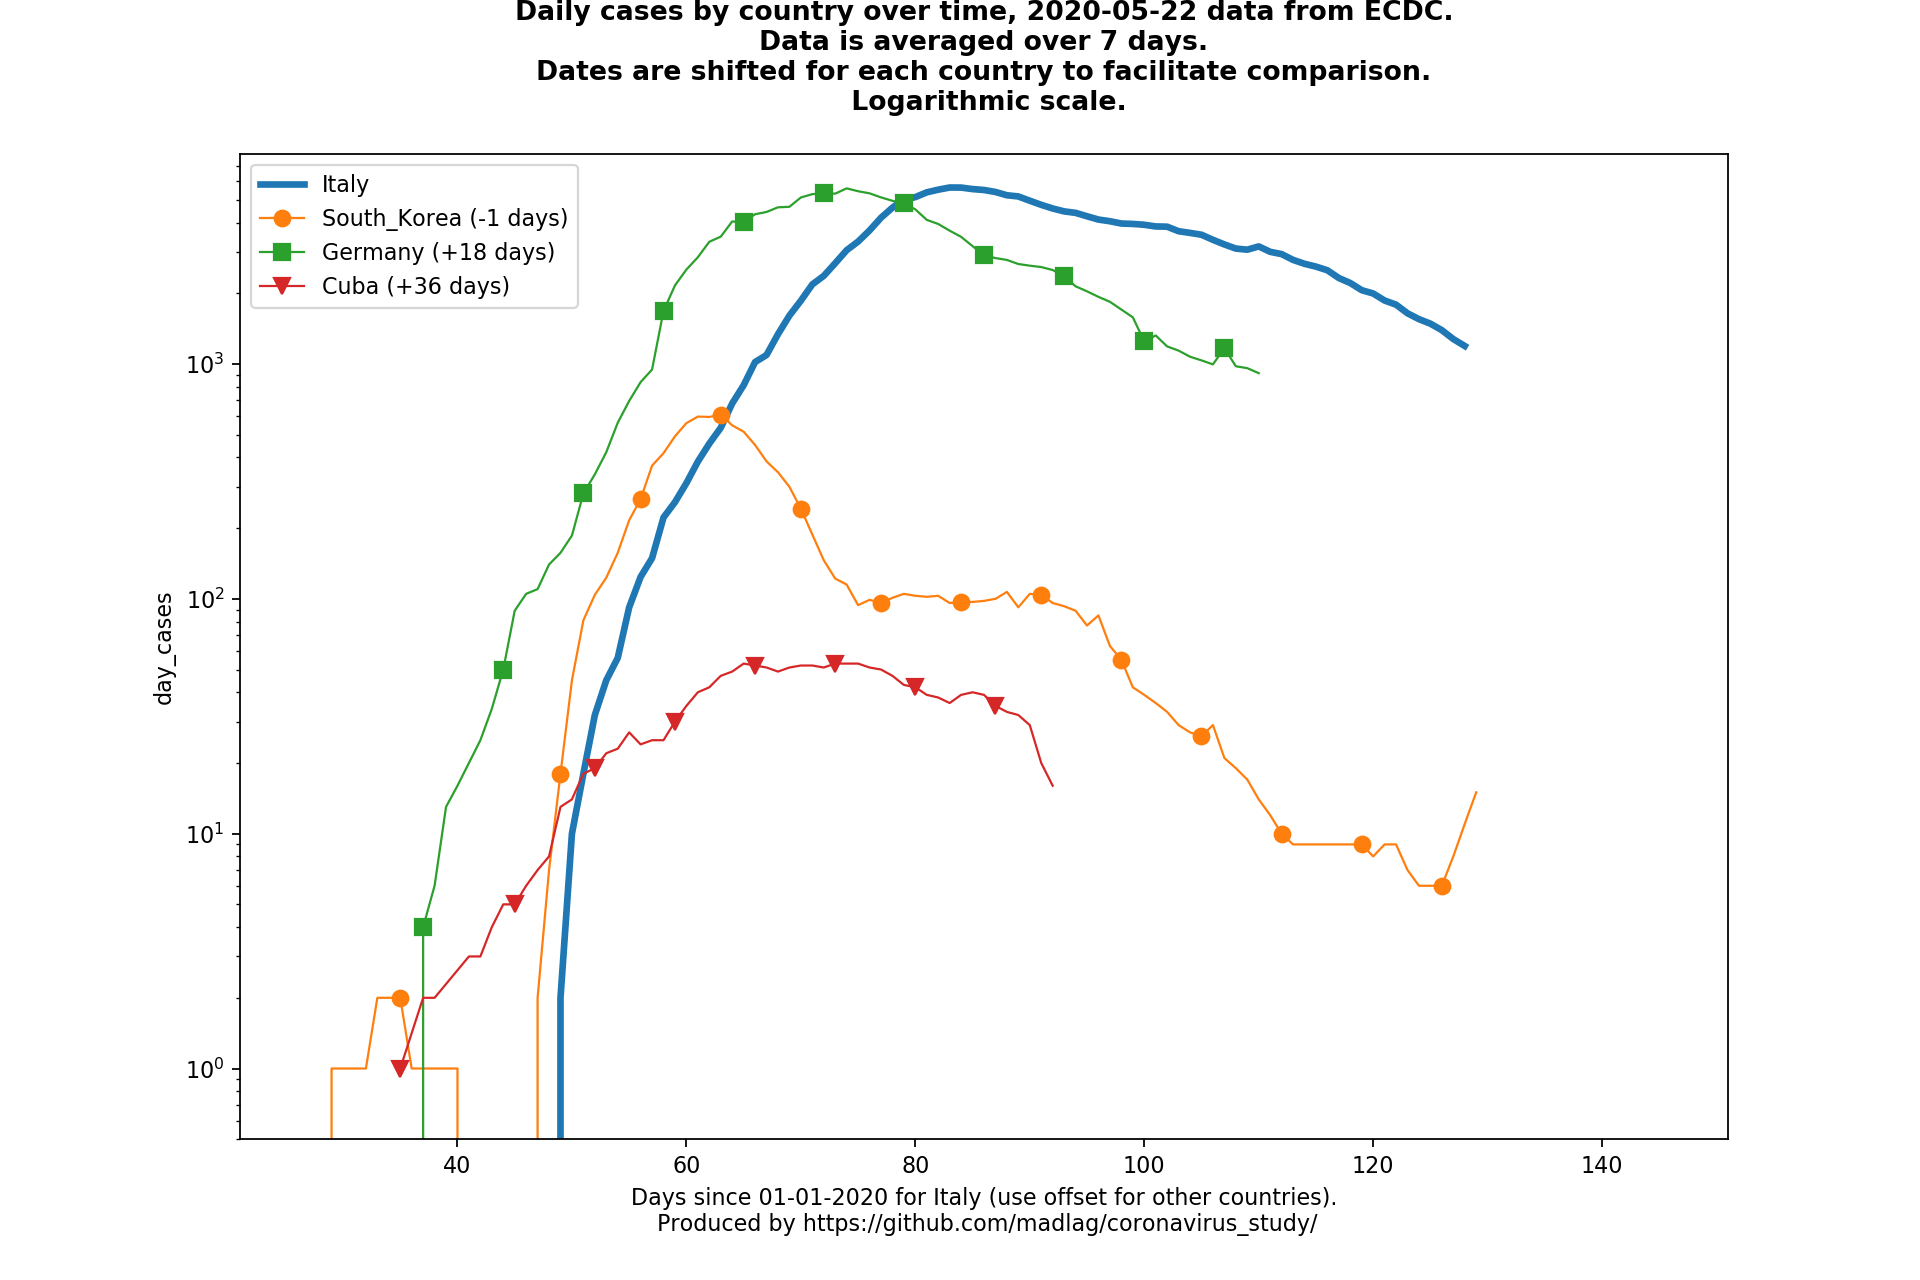 Daily cases by country over time, 2020-05-22 data from ECDC.
Data is averaged over 7 days.
Dates are shifted for each country to facilitate comparison.
Logarithmic scale.
Italy
South_Korea (-1 days)
Germany (+18 days)
Cuba (+36 days)
day_cases
10³
10²
10¹
10⁰
40 60 80 100 120 140
Days since 01-01-2020 for Italy (use offset for other countries).
Produced by https://github.com/madlag/coronavirus_study/